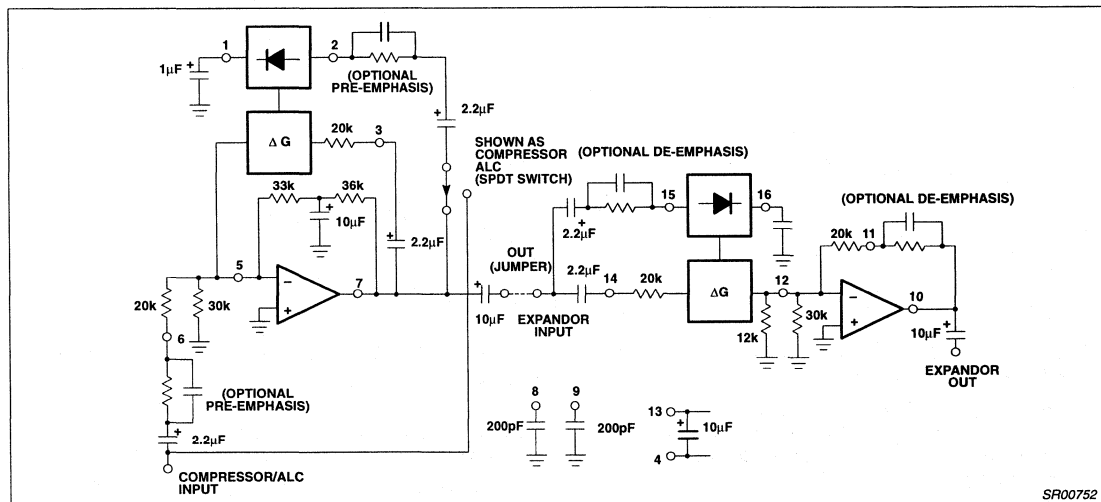 1
2
1µF
+
(OPTIONAL
PRE-EMPHASIS)
2.2µF
+
Δ G
20k
3
SHOWN AS
COMPRESSOR
ALC
(SPDT SWITCH)
(OPTIONAL DE-EMPHASIS)
33k
36k
+
10µF
+
2.2µF
15
16
(OPTIONAL DE-EMPHASIS)
+
2.2µF
20k
11
OUT
(JUMPER)
2.2µF
14
20k
ΔG
12
5
−
+
7
20k
30k
+
10µF
EXPANDOR
INPUT
12k
30k
−
+
10
10µF
+
EXPANDOR
OUT
6
(OPTIONAL
PRE-EMPHASIS)
+
2.2µF
COMPRESSOR/ALC
INPUT
8
200pF
9
200pF
13
+
10µF
4
SR00752